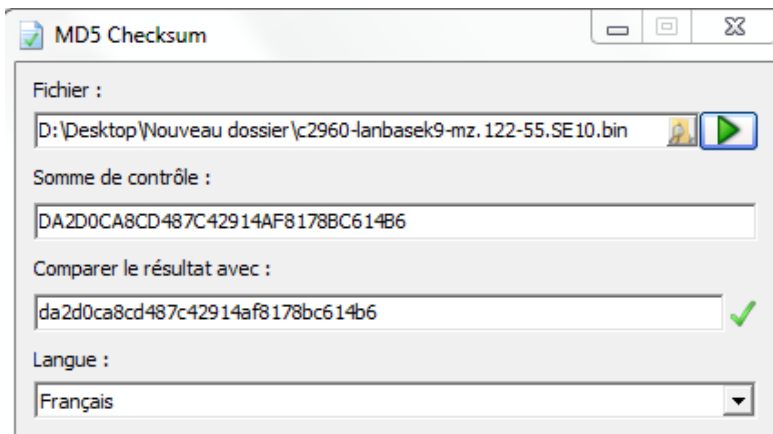 MD5 Checksum
Fichier :
D:\Desktop\Nouveau dossier\c2960-lanbasek9-mz.122-55.SE10.bin
Somme de contrôle :
DA2D0CA8CD487C42914AF8178BC614B6
Comparer le résultat avec :
da2d0ca8cd487c42914af8178bc614b6
Langue :
Français